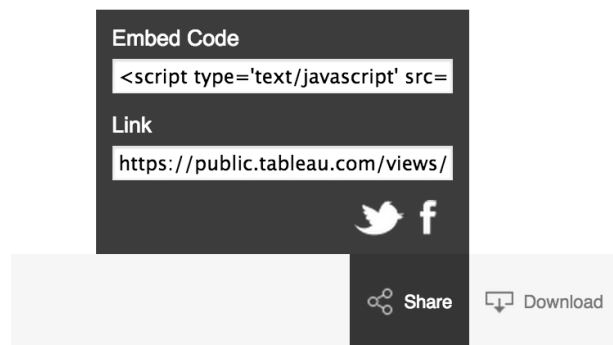 Embed Code
<script type='text/javascript' src=
Link
https://public.tableau.com/views/
Share
Download